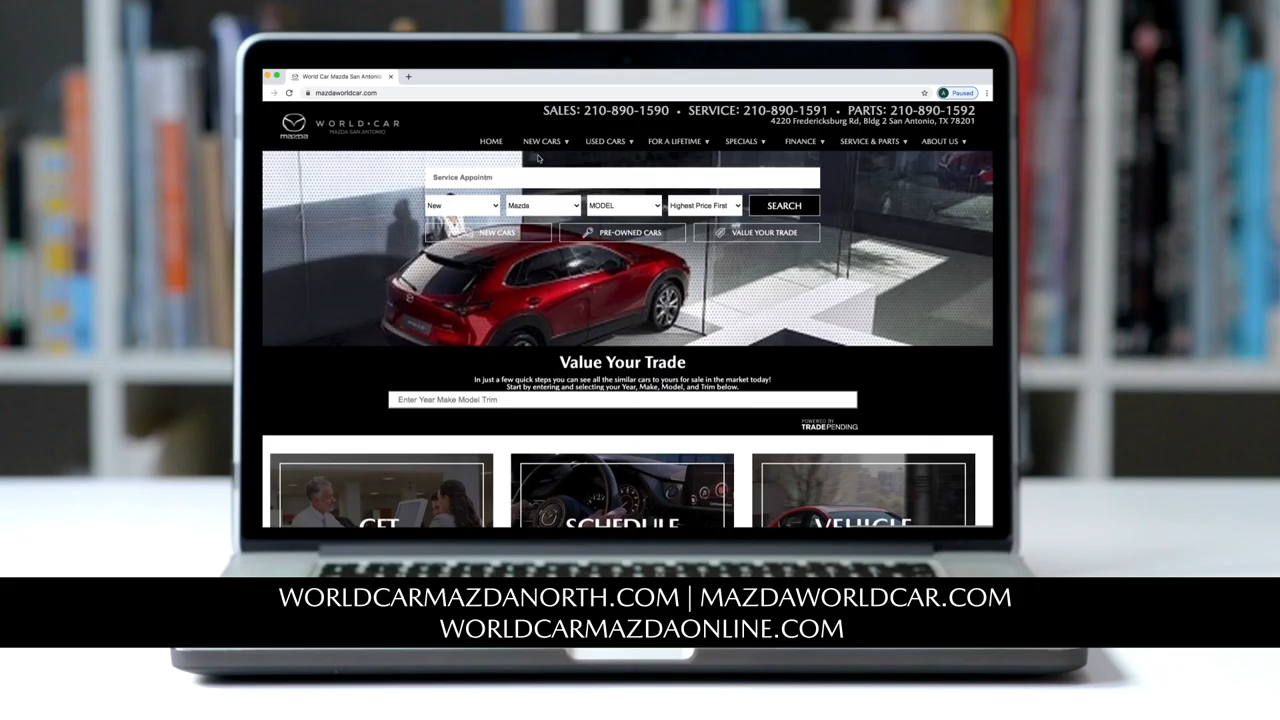 World Car Mazda San Antonio
mazdaworldcar.com
Paused
SALES: 210-890-1590 • SERVICE: 210-890-1591 • PARTS: 210-890-1592
4220 Fredericksburg Rd, Bldg 2 San Antonio, TX 78201
mazda
WORLD•CAR
MAZDA SAN ANTONIO
HOME NEW CARS USED CARS FOR A LIFETIME SPECIALS FINANCE SERVICE & PARTS ABOUT US
Service Appointm
New Mazda MODEL Highest Price First SEARCH
NEW CARS PRE-OWNED CARS VALUE YOUR TRADE
Value Your Trade
In just a few quick steps you can see all the similar cars to yours for sale in the market today!
Start by entering and selecting your Year, Make, Model, and Trim below.
Enter Year Make Model Trim
POWERED BY
TRADEPENDING
GET SCHEDULE VEHICLE
WORLDCARMAZDANORTH.COM | MAZDAWORLDCAR.COM
WORLDCARMAZDAONLINE.COM